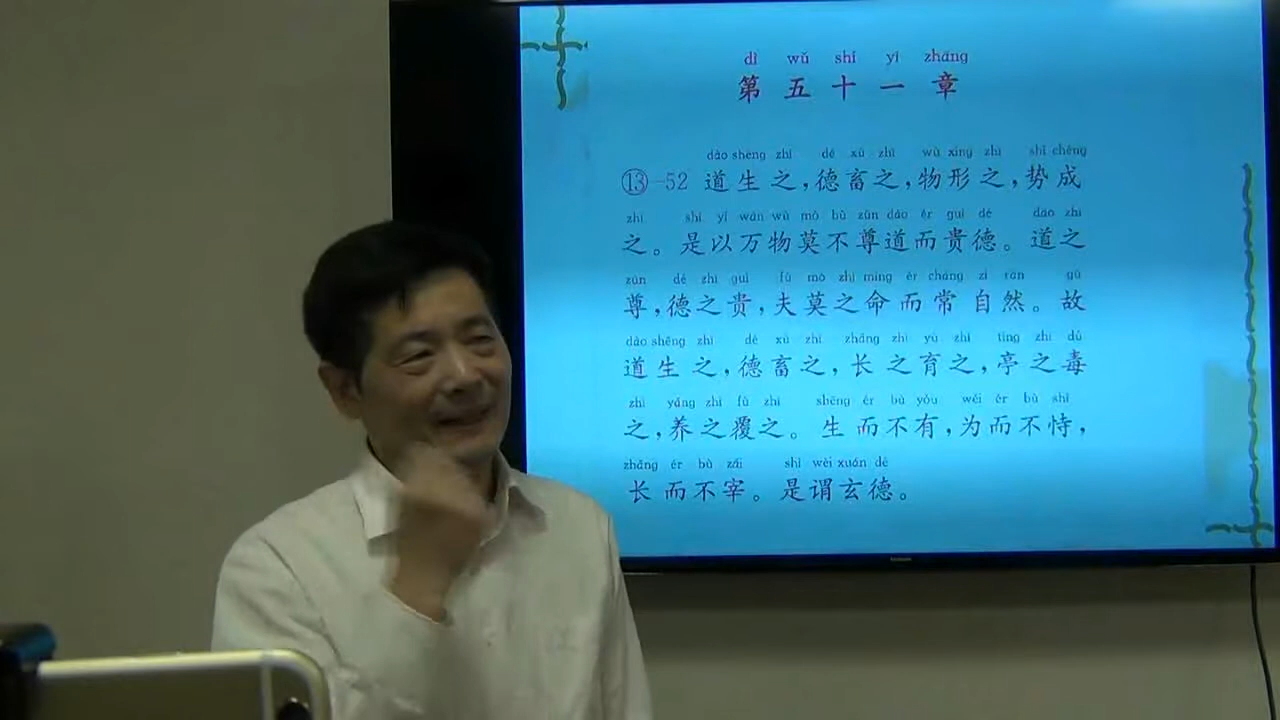 dì wǔ shí yī zhāng
第五十一章
dào shēng zhī dé xù zhī wù xíng zhī shì chéng
⑬-52 道生之,德畜之,物形之,势成
zhī shì yǐ wàn wù mò bù zūn dào ér guì dé dào zhī
之。是以万物莫不尊道而贵德。道之
zūn dé zhī guì fú mò zhī mìng ér cháng zì rán gù
尊,德之贵,夫莫之命而常自然。故
dào shēng zhī dé xù zhī zhǎng zhī yù zhī tíng zhī dú
道生之,德畜之,长之育之,亭之毒
zhī yǎng zhī fù zhī shēng ér bù yǒu wéi ér bù shì
之,养之覆之。生而不有,为而不恃,
zhǎng ér bù zǎi shì wèi xuán dé
长而不宰。是谓玄德。